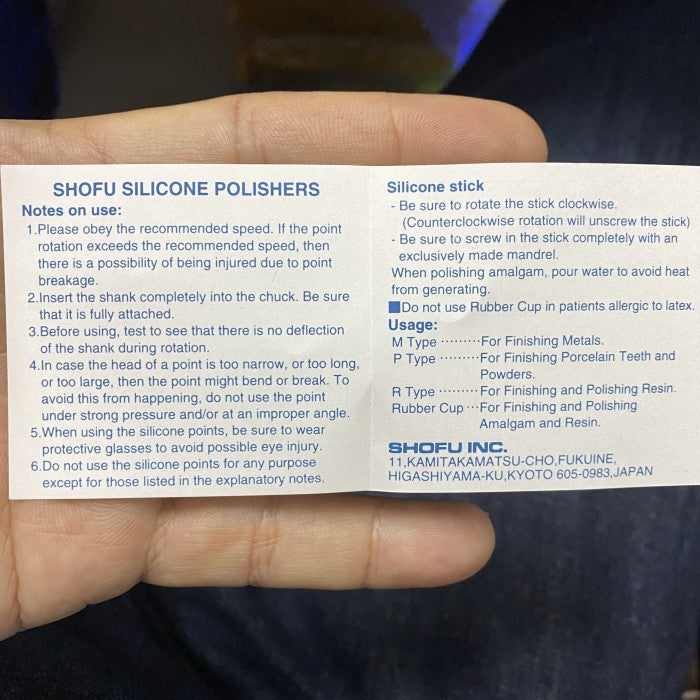 SHOFU SILICONE POLISHERS
Notes on use:
1.Please obey the recommended speed. If the point
rotation exceeds the recommended speed, then
there is a possibility of being injured due to point
breakage.
2.Insert the shank completely into the chuck. Be sure
that it is fully attached.
3.Before using, test to see that there is no deflection
of the shank during rotation.
4.In case the head of a point is too narrow, or too long,
or too large, then the point might bend or break. To
avoid this from happening, do not use the point
under strong pressure and/or at an improper angle.
5.When using the silicone points, be sure to wear
protective glasses to avoid possible eye injury.
6.Do not use the silicone points for any purpose
except for those listed in the explanatory notes.
Silicone stick
- Be sure to rotate the stick clockwise.
(Counterclockwise rotation will unscrew the stick)
- Be sure to screw in the stick completely with an
exclusively made mandrel.
When polishing amalgam, pour water to avoid heat
from generating.
■Do not use Rubber Cup in patients allergic to latex.
Usage:
M Type ·········For Finishing Metals.
P Type ·········For Finishing Porcelain Teeth and
Powders.
R Type ·········For Finishing and Polishing Resin.
Rubber Cup ···For Finishing and Polishing
Amalgam and Resin.
SHOFU INC.
11,KAMITAKAMATSU-CHO,FUKUINE,
HIGASHIYAMA-KU,KYOTO 605-0983,JAPAN